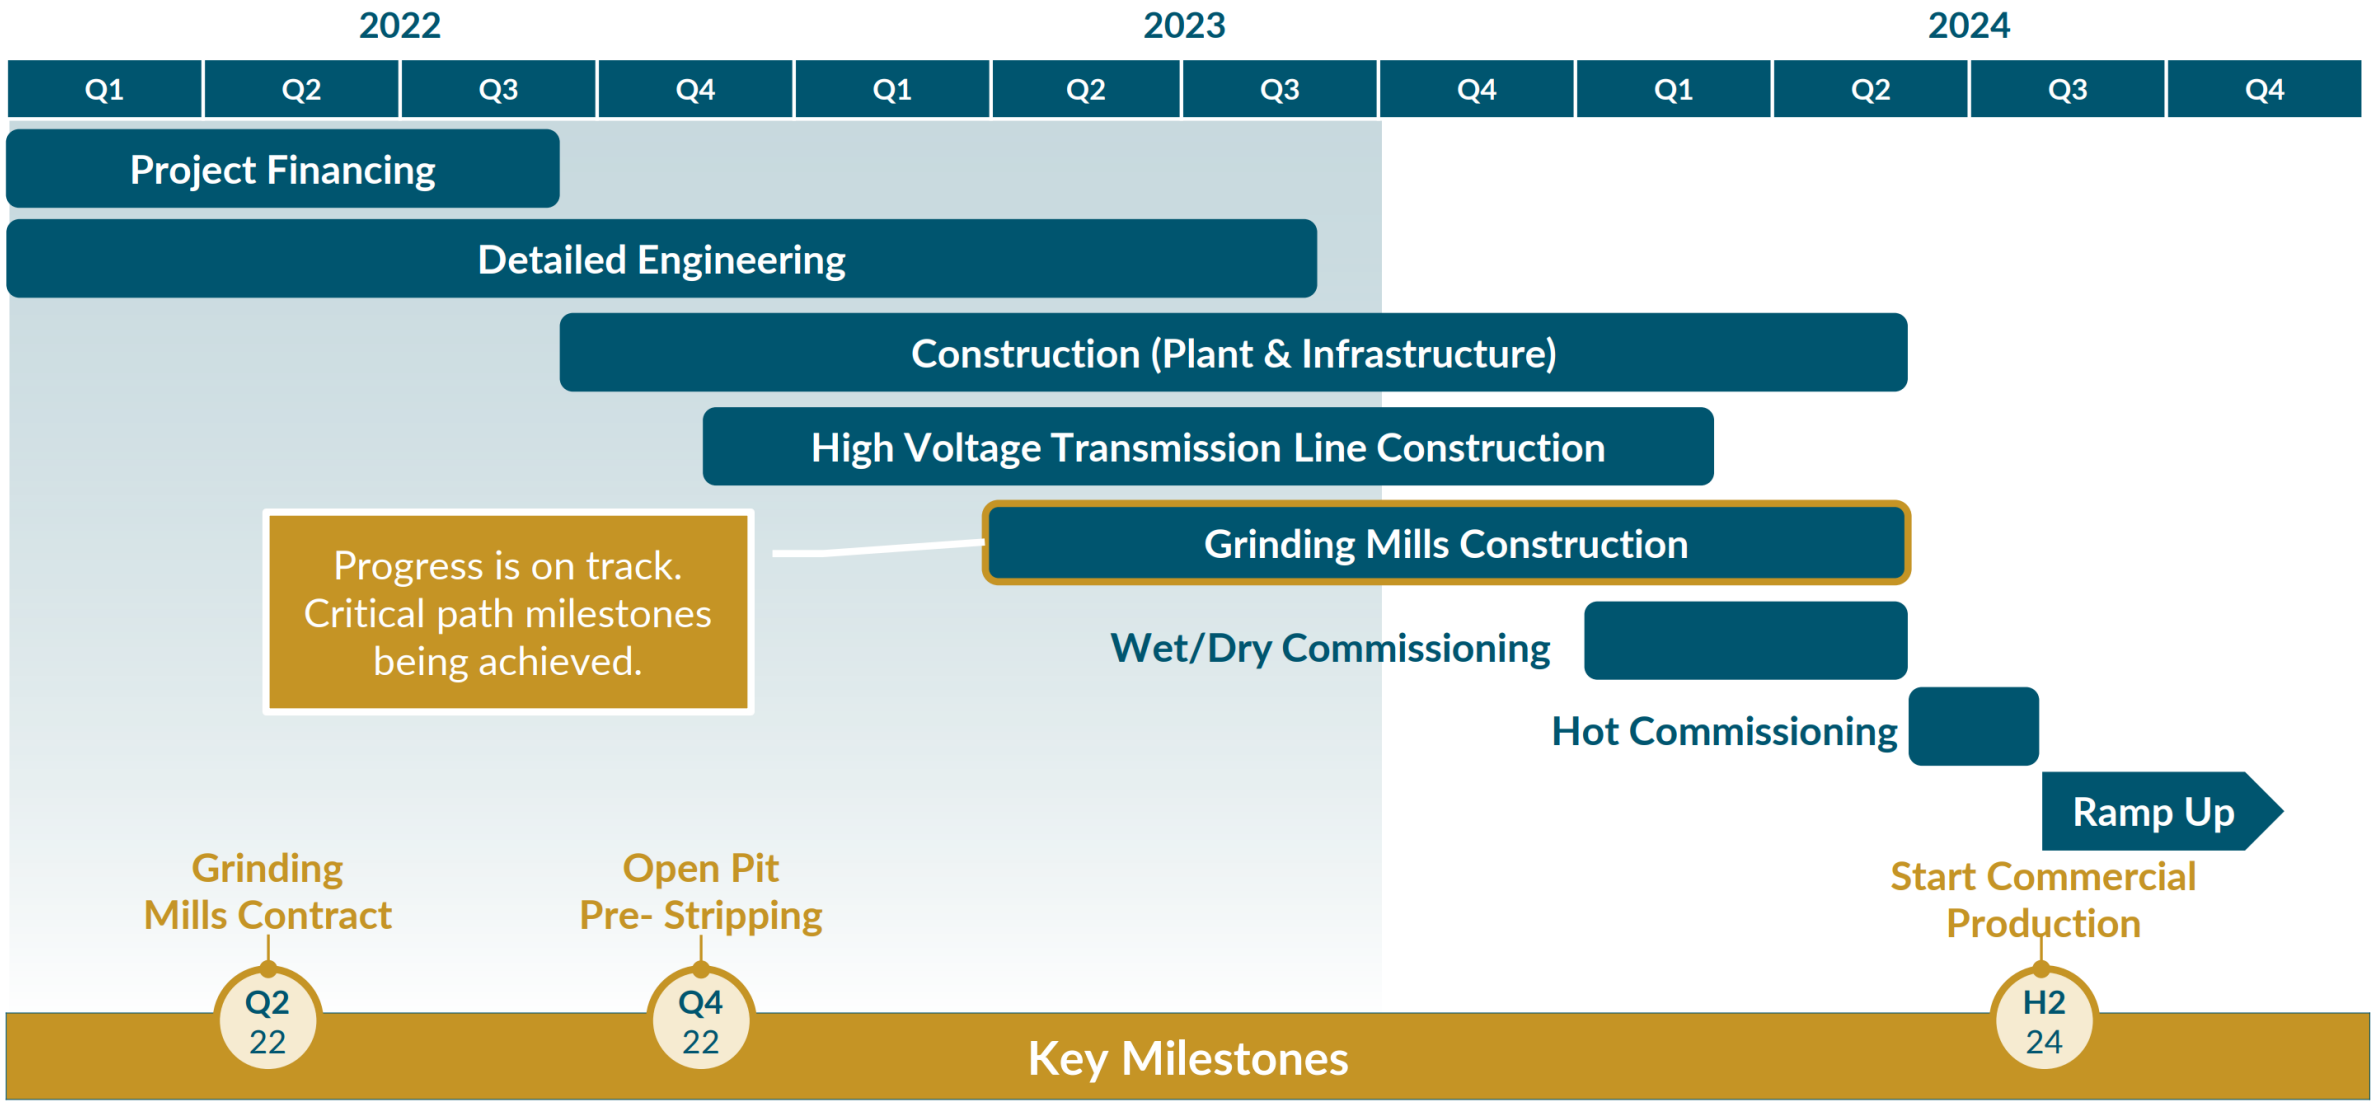 2022 2023 2024
Q1 Q2 Q3 Q4 Q1 Q2 Q3 Q4 Q1 Q2 Q3 Q4
Project Financing
Detailed Engineering
Construction (Plant & Infrastructure)
High Voltage Transmission Line Construction
Grinding Mills Construction
Progress is on track.
Critical path milestones
being achieved.
Wet/Dry Commissioning
Hot Commissioning
Ramp Up
Grinding
Mills Contract
Open Pit
Pre- Stripping
Start Commercial
Production
Q2
22
Q4
22
H2
24
Key Milestones